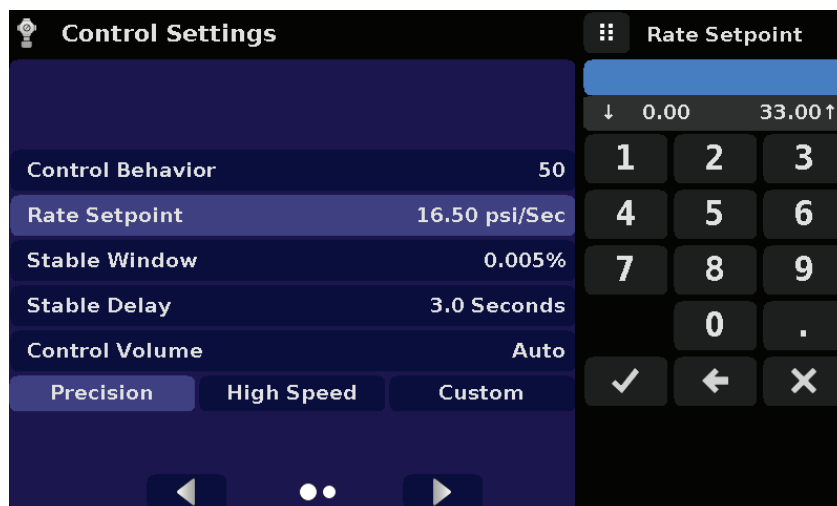 Control Settings
Rate Setpoint
↓ 0.00 33.00↑
Control Behavior 50
Rate Setpoint 16.50 psi/Sec
Stable Window 0.005%
Stable Delay 3.0 Seconds
Control Volume Auto
Precision High Speed Custom
1 2 3
4 5 6
7 8 9
0 .